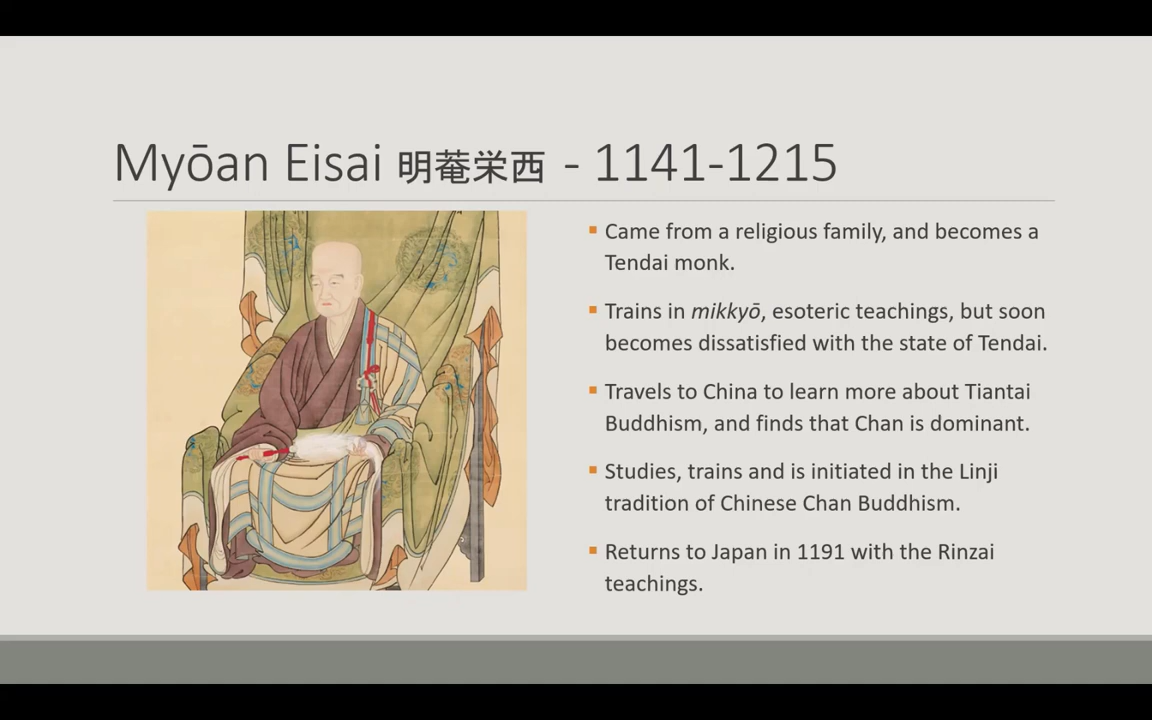 Myōan Eisai 明菴栄西 - 1141-1215
▪ Came from a religious family, and becomes a
Tendai monk.
▪ Trains in mikkyō, esoteric teachings, but soon
becomes dissatisfied with the state of Tendai.
▪ Travels to China to learn more about Tiantai
Buddhism, and finds that Chan is dominant.
▪ Studies, trains and is initiated in the Linji
tradition of Chinese Chan Buddhism.
▪ Returns to Japan in 1191 with the Rinzai
teachings.